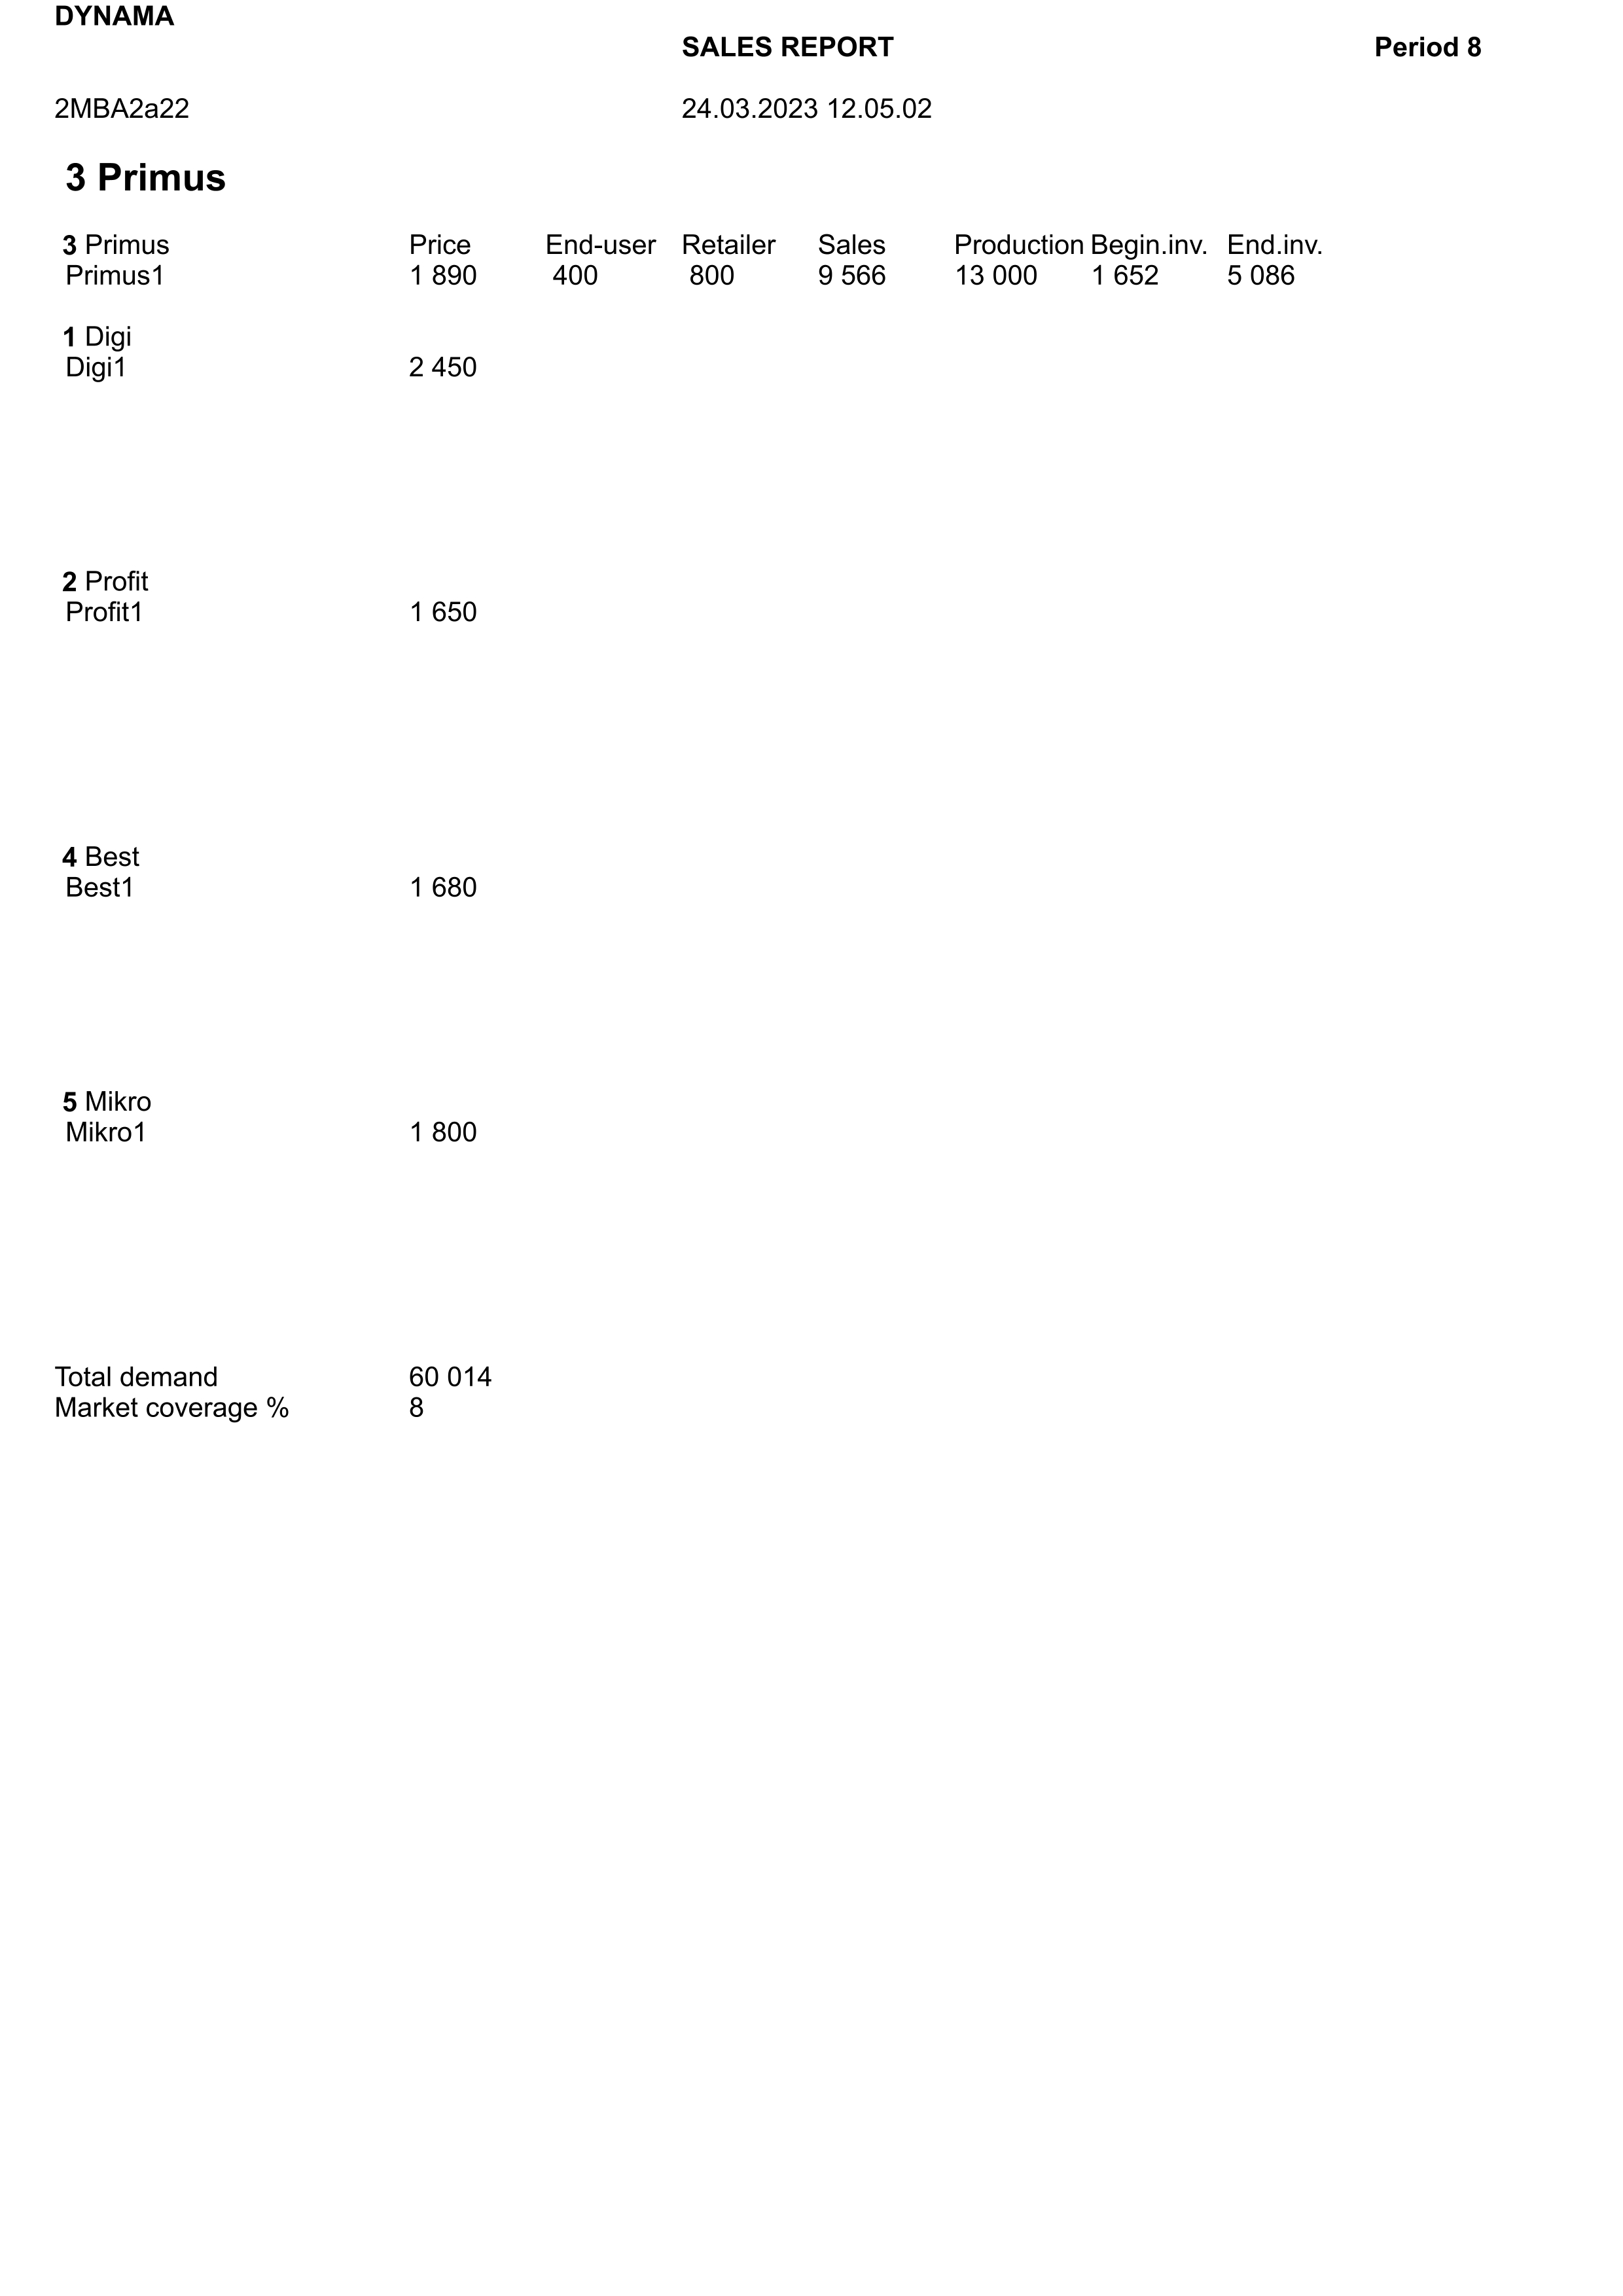 DYNAMA
SALES REPORT Period 8
2MBA2a22 24.03.2023 12.05.02
3 Primus
3 Primus Price End-user Retailer Sales Production Begin.inv. End.inv.
Primus1 1 890 400 800 9 566 13 000 1 652 5 086
1 Digi
Digi1 2 450
2 Profit
Profit1 1 650
4 Best
Best1 1 680
5 Mikro
Mikro1 1 800
Total demand 60 014
Market coverage % 8